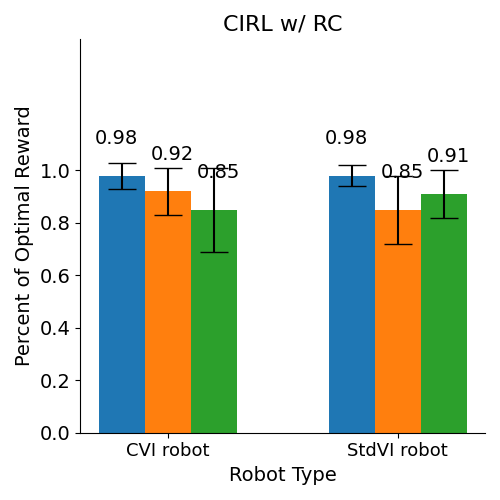 CIRL w/ RC
Percent of Optimal Reward
1.0
0.8
0.6
0.4
0.2
0.0
0.98
0.92
0.85
0.98
0.85
0.91
CVI robot
StdVI robot
Robot Type